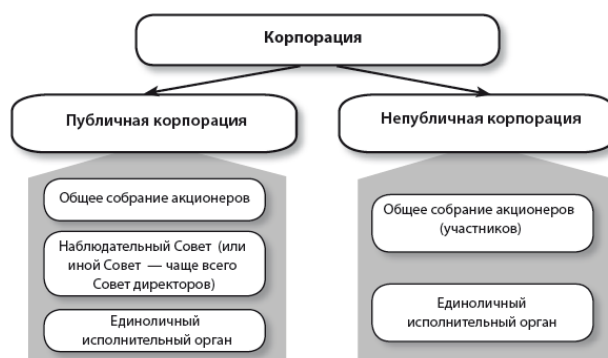 Корпорация
Публичная корпорация
Непубличная корпорация
Общее собрание акционеров
Наблюдательный Совет (или
иной Совет — чаще всего
Совет директоров)
Единоличный
исполнительный орган
Общее собрание акционеров
(участников)
Единоличный
исполнительный орган